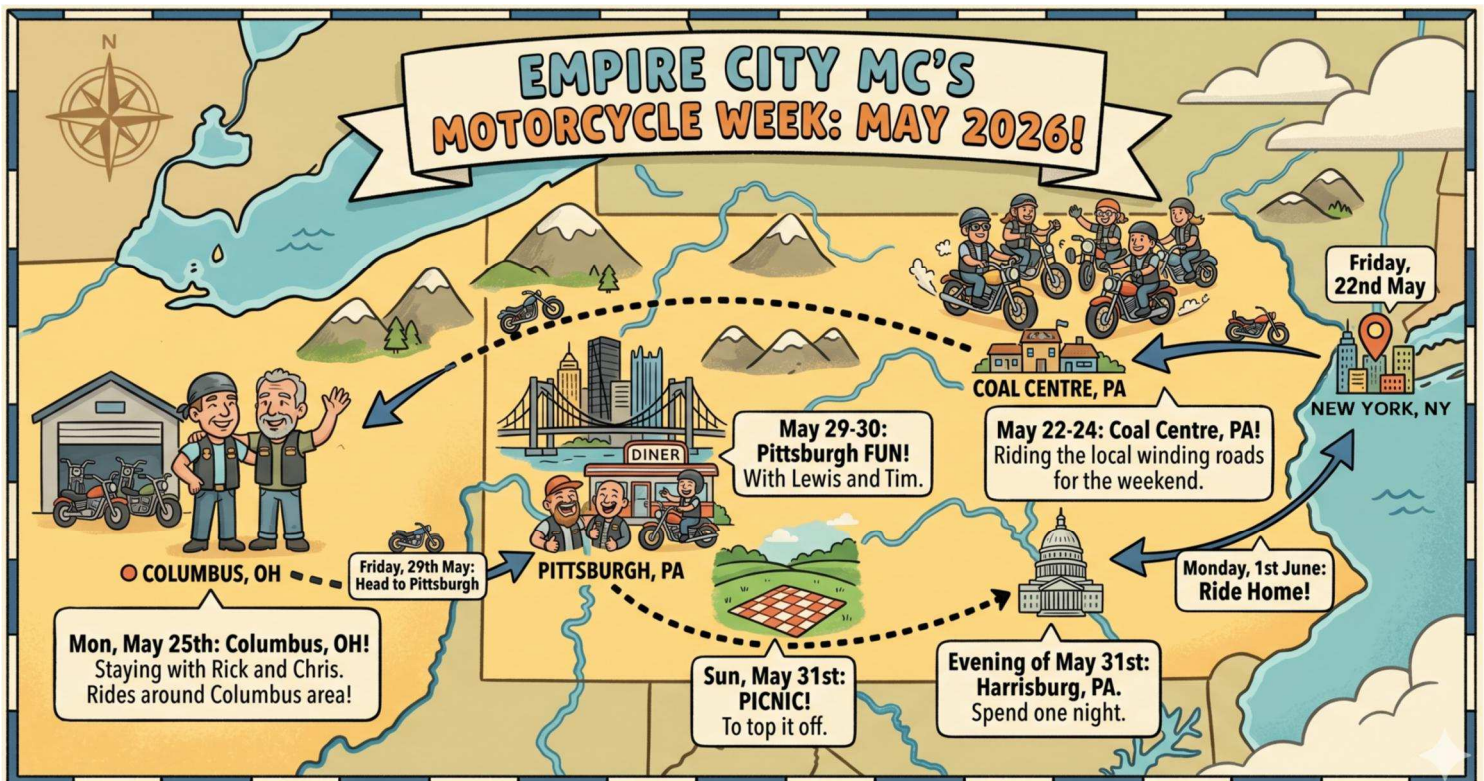 N
EMPIRE CITY MC'S
MOTORCYCLE WEEK: MAY 2026!
Friday,
22nd May
NEW YORK, NY
COAL CENTRE, PA
May 22-24: Coal Centre, PA!
Riding the local winding roads
for the weekend.
DINER
May 29-30:
Pittsburgh FUN!
With Lewis and Tim.
COLUMBUS, OH
Friday, 29th May:
Head to Pittsburgh
PITTSBURGH, PA
Monday, 1st June:
Ride Home!
Mon, May 25th: Columbus, OH!
Staying with Rick and Chris.
Rides around Columbus area!
Sun, May 31st:
PICNIC!
To top it off.
Evening of May 31st:
Harrisburg, PA.
Spend one night.